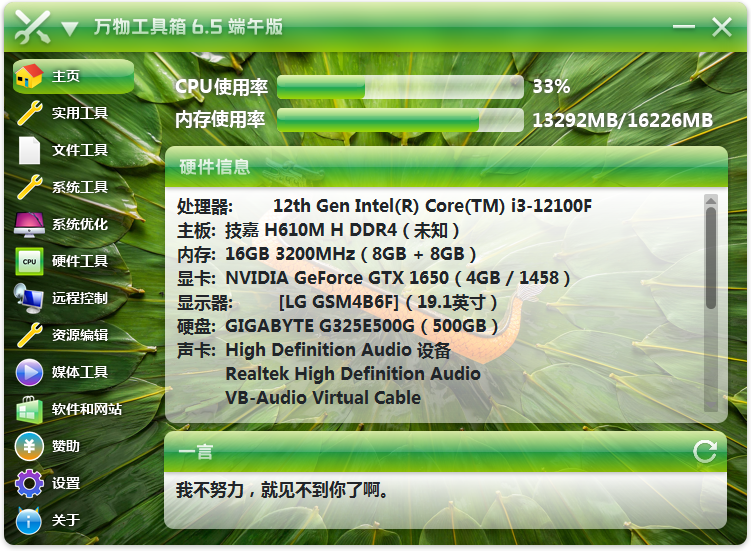 万物工具箱 6.5 端午版
主页
实用工具
文件工具
系统工具
系统优化
CPU
硬件工具
远程控制
资源编辑
媒体工具
软件和网站
¥
赞助
设置
i
关于
CPU使用率 33%
内存使用率 13292MB/16226MB
硬件信息
处理器: 12th Gen Intel(R) Core(TM) i3-12100F
主板: 技嘉 H610M H DDR4（未知）
内存: 16GB 3200MHz（8GB + 8GB）
显卡: NVIDIA GeForce GTX 1650（4GB / 1458）
显示器: [LG GSM4B6F]（19.1英寸）
硬盘: GIGABYTE G325E500G（500GB）
声卡: High Definition Audio 设备
Realtek High Definition Audio
VB-Audio Virtual Cable
一言
我不努力，就见不到你了啊。